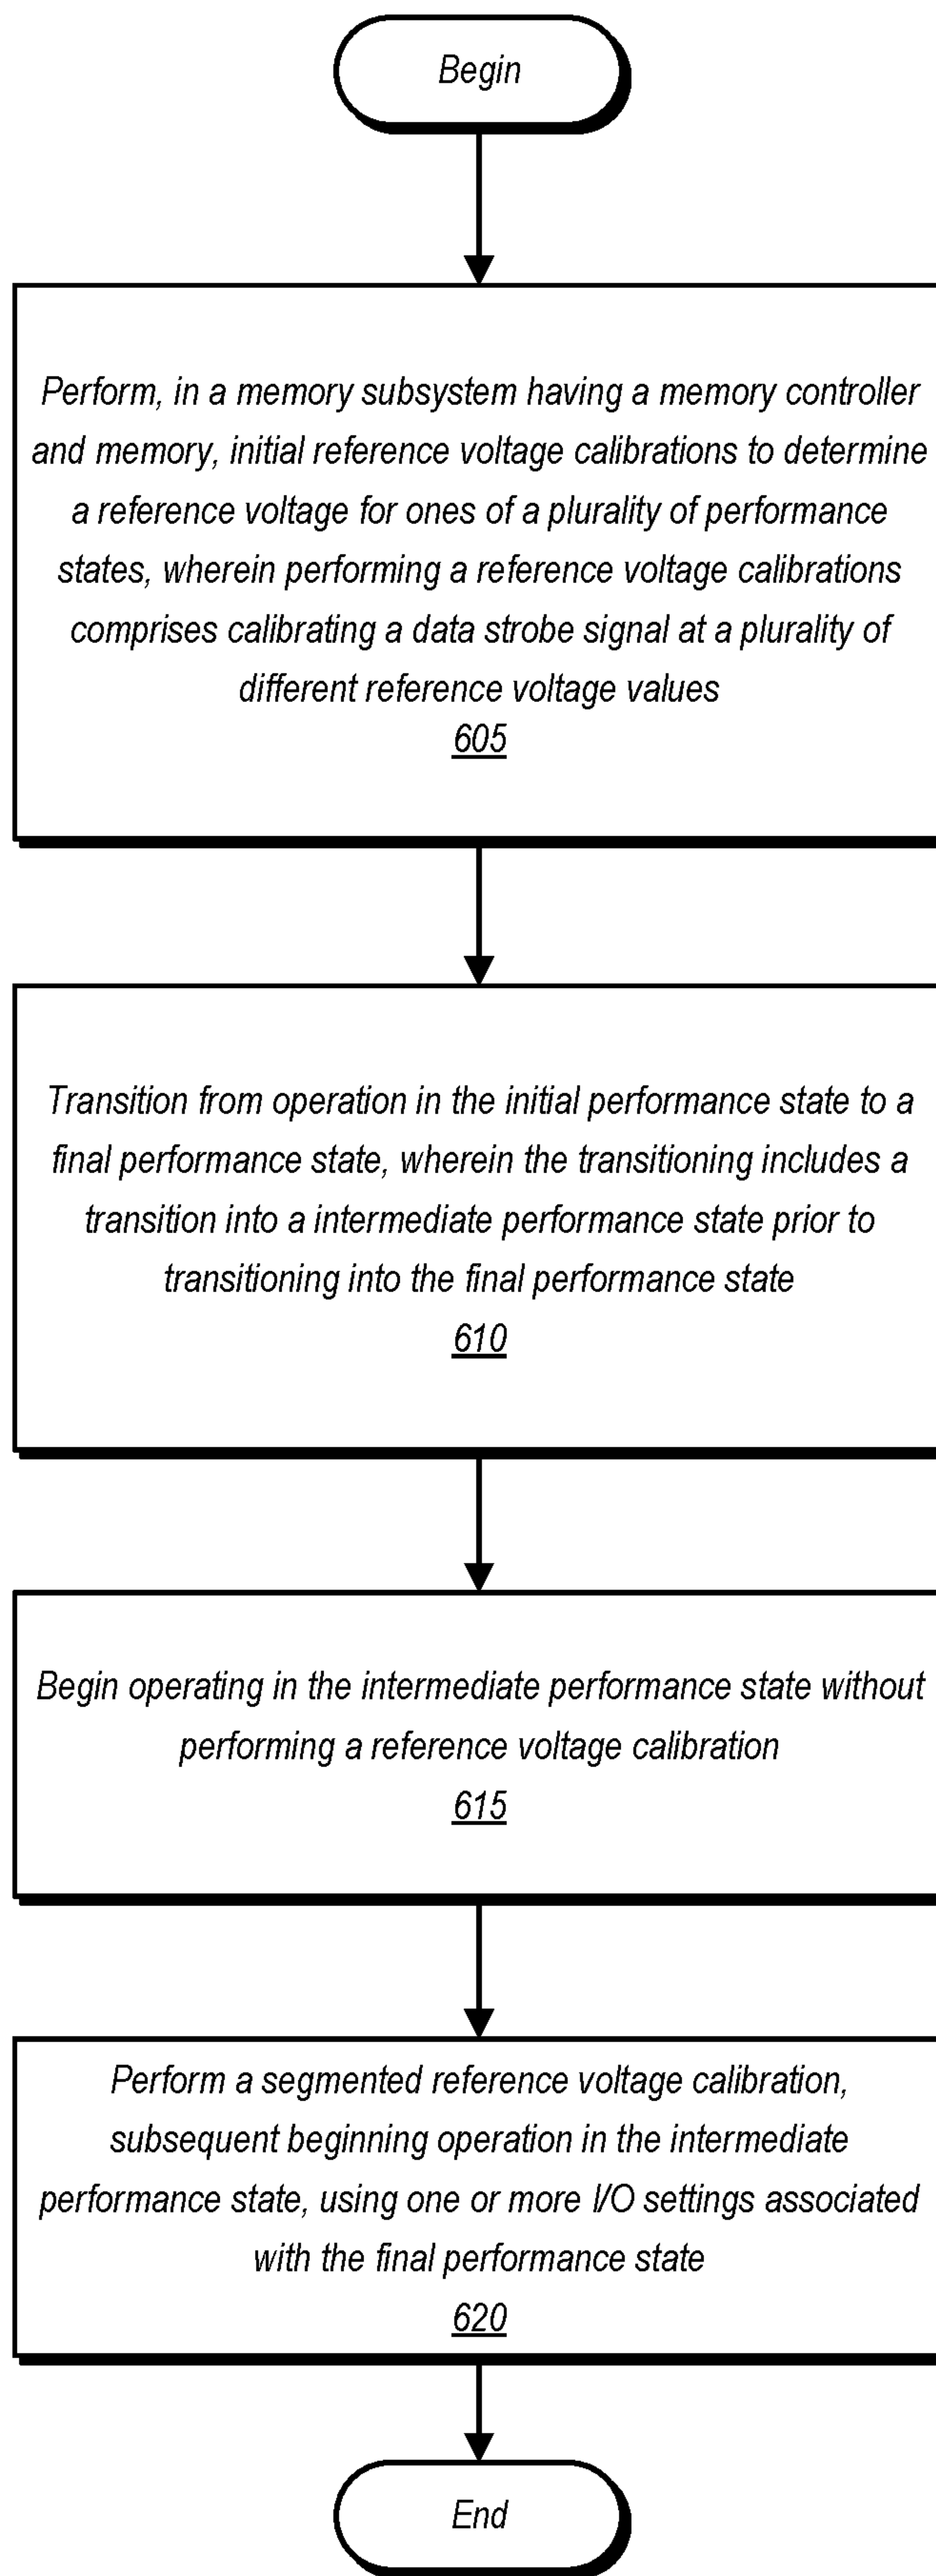 Begin
Perform, in a memory subsystem having a memory controller
and memory, initial reference voltage calibrations to determine
a reference voltage for ones of a plurality of performance
states, wherein performing a reference voltage calibrations
comprises calibrating a data strobe signal at a plurality of
different reference voltage values
605
Transition from operation in the initial performance state to a
final performance state, wherein the transitioning includes a
transition into a intermediate performance state prior to
transitioning into the final performance state
610
Begin operating in the intermediate performance state without
performing a reference voltage calibration
615
Perform a segmented reference voltage calibration,
subsequent beginning operation in the intermediate
performance state, using one or more I/O settings associated
with the final performance state
620
End